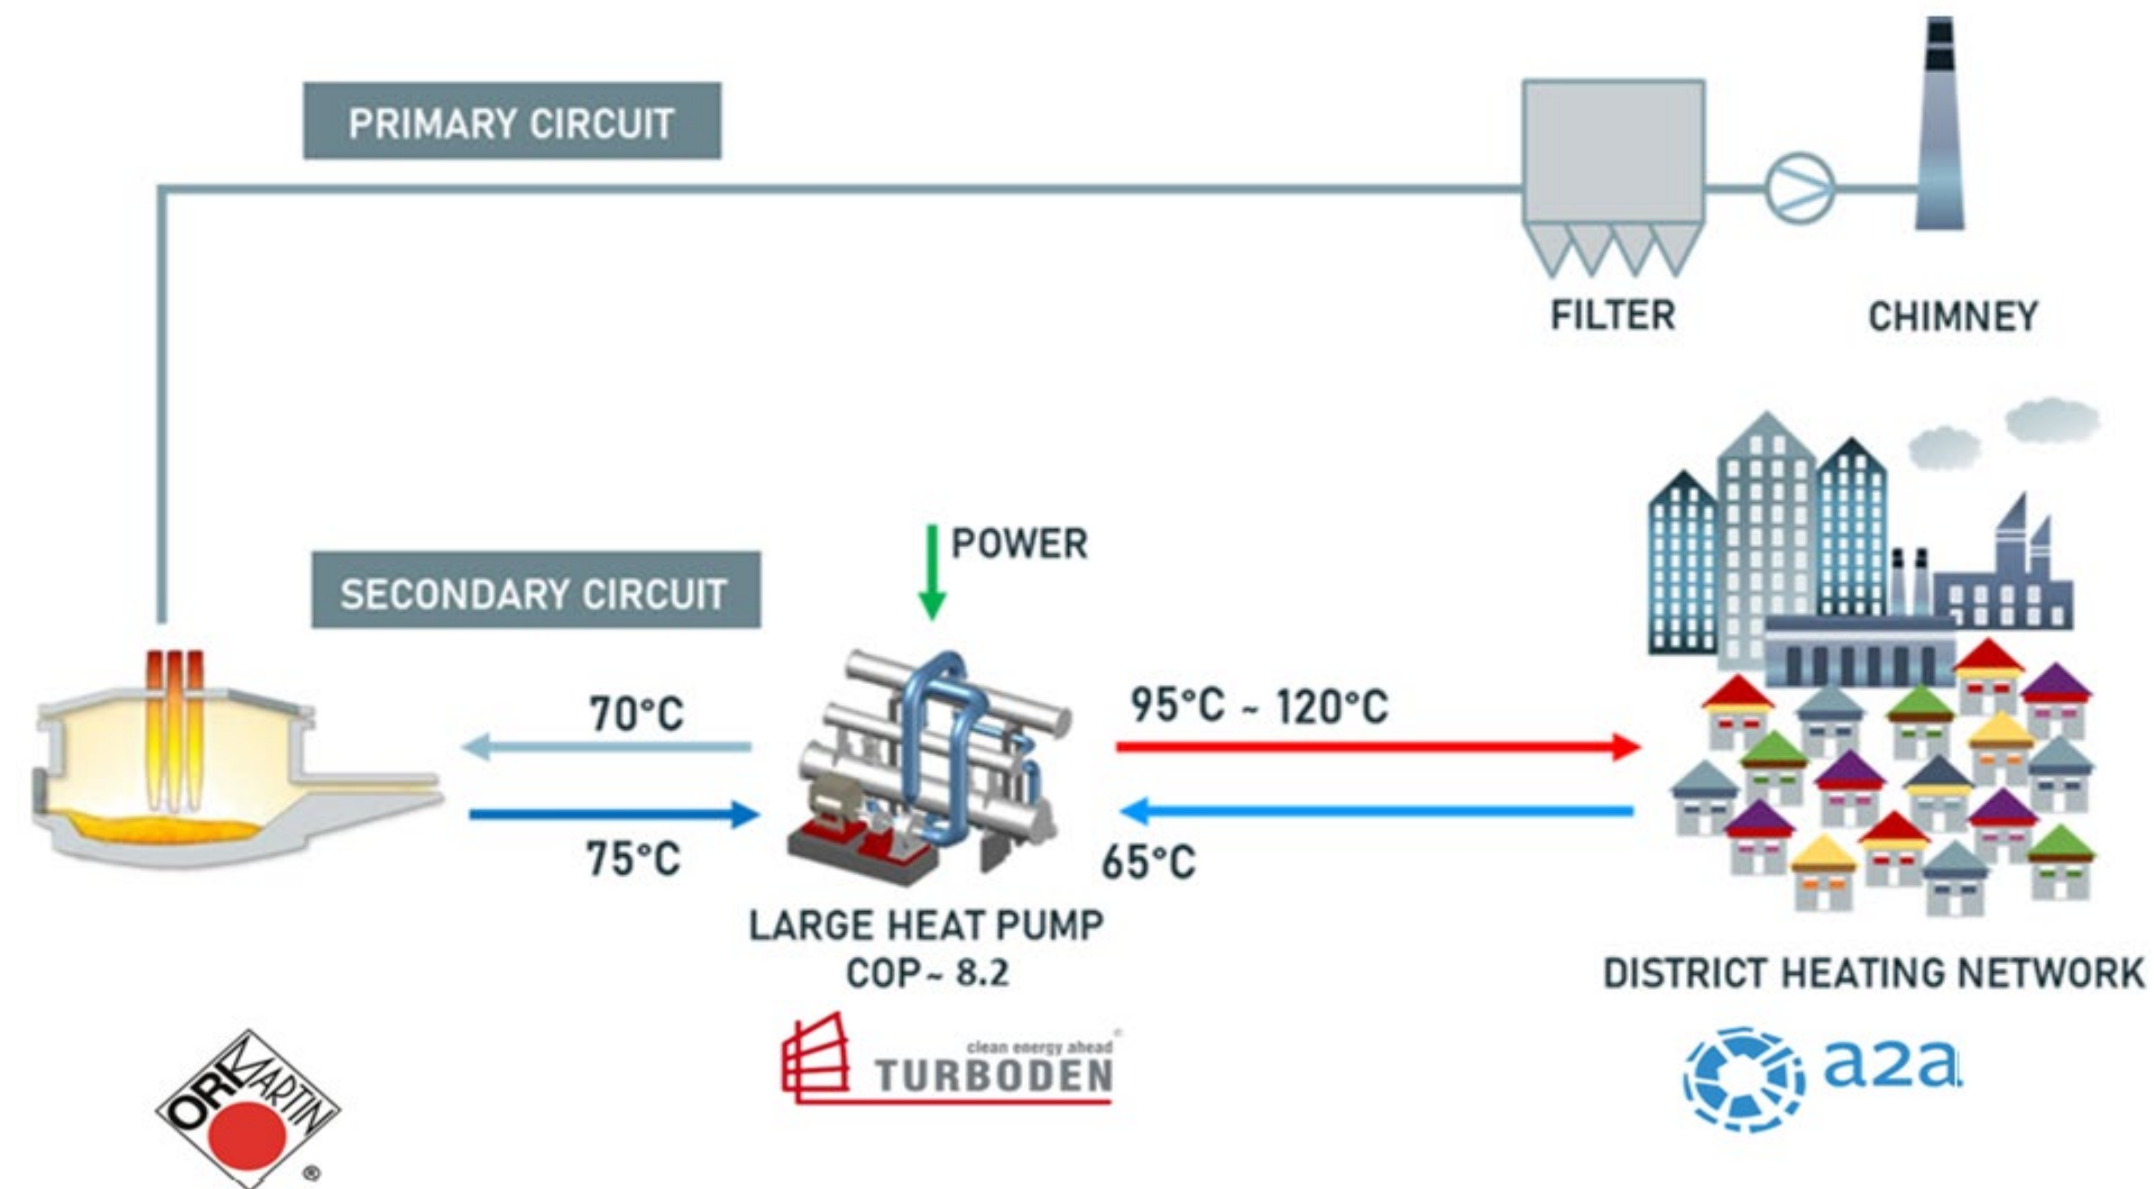 PRIMARY CIRCUIT
FILTER
CHIMNEY
POWER
SECONDARY CIRCUIT
70°C
95°C ~ 120°C
75°C
65°C
LARGE HEAT PUMP
COP~ 8.2
DISTRICT HEATING NETWORK
ORI MARTIN
®
clean energy ahead
TURBODEN
a2a